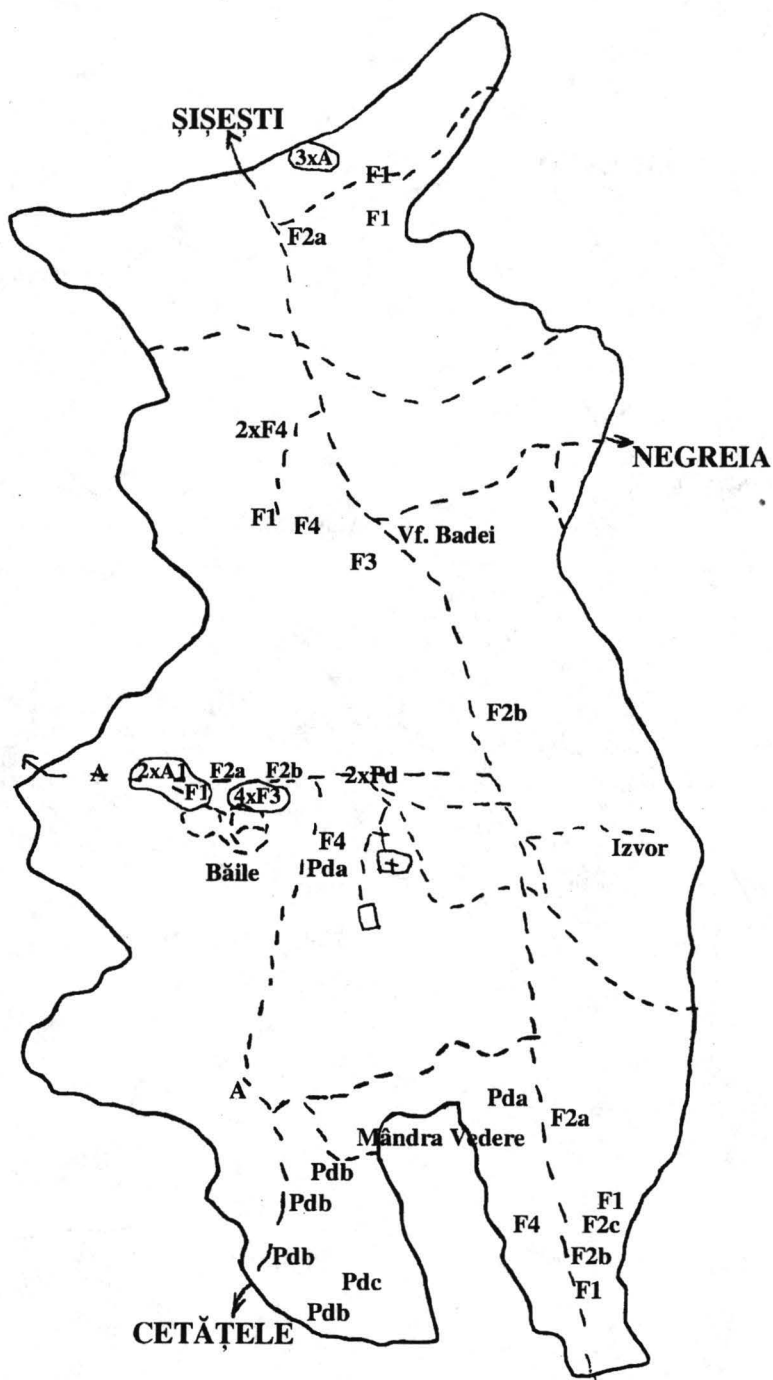 ȘIȘEȘTI
3xA
F1
F1
F2a
2xF4
NEGREIA
F1
F4
Vf. Badei
F3
F2b
A
2xA1
F2a
F2b
2xPd
F1
4xF3
F4
Izvor
Băile
Pda
A
Pda
F2a
Mândra Vedere
Pdb
Pdb
F1
F4
F2c
Pdb
F2b
Pdc
F1
Pdb
CETĂȚELE